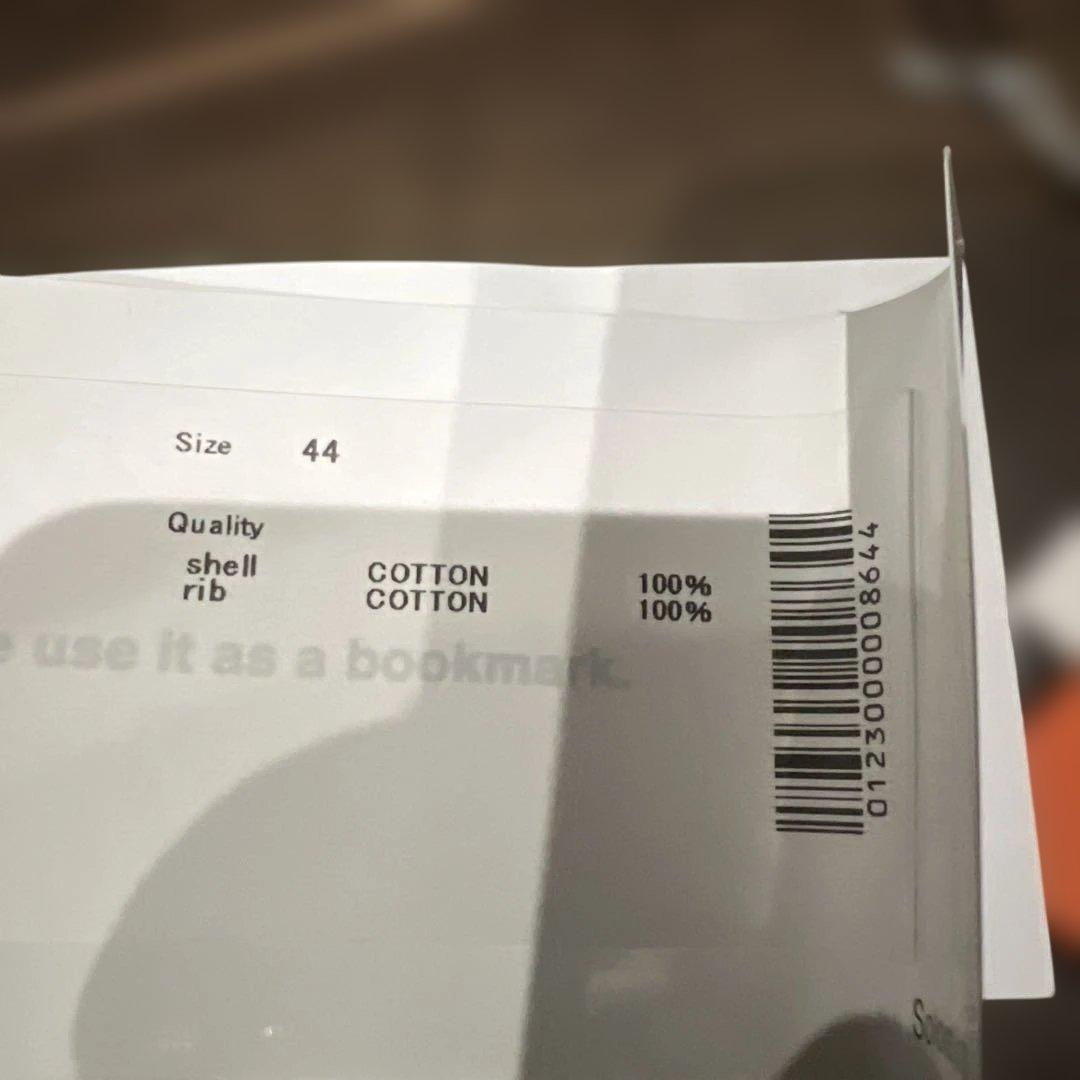 Size 44
Quality
shell COTTON 100%
rib COTTON 100%
use it as a bookmark.
0123000008644